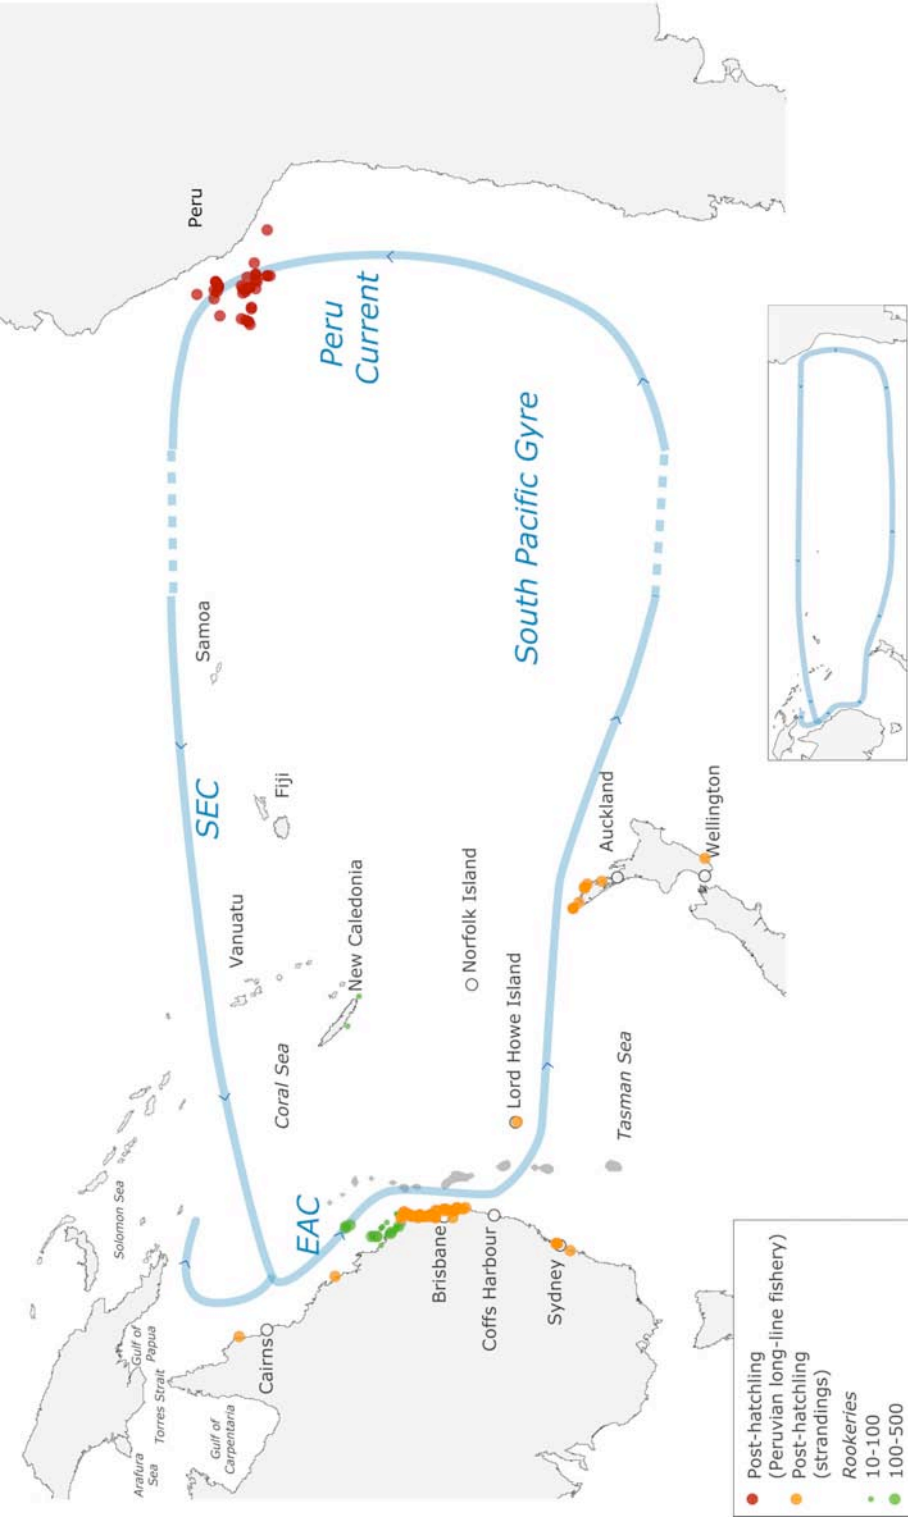 Peru
Peru
Current
South Pacific Gyre
SEC
Samoa
Fiji
Vanuatu
New Caledonia
Norfolk Island
Lord Howe Island
Auckland
Wellington
Coral Sea
Tasman Sea
Solomon Sea
EAC
Gulf of
Papua
Torres Strait
Arafura
Sea
Gulf of
Carpentaria
Cairns
Brisbane
Coffs Harbour
Sydney
Post-hatchling
(Peruvian long-line fishery)
Post-hatchling
(strandings)
Rookeries
10-100
100-500